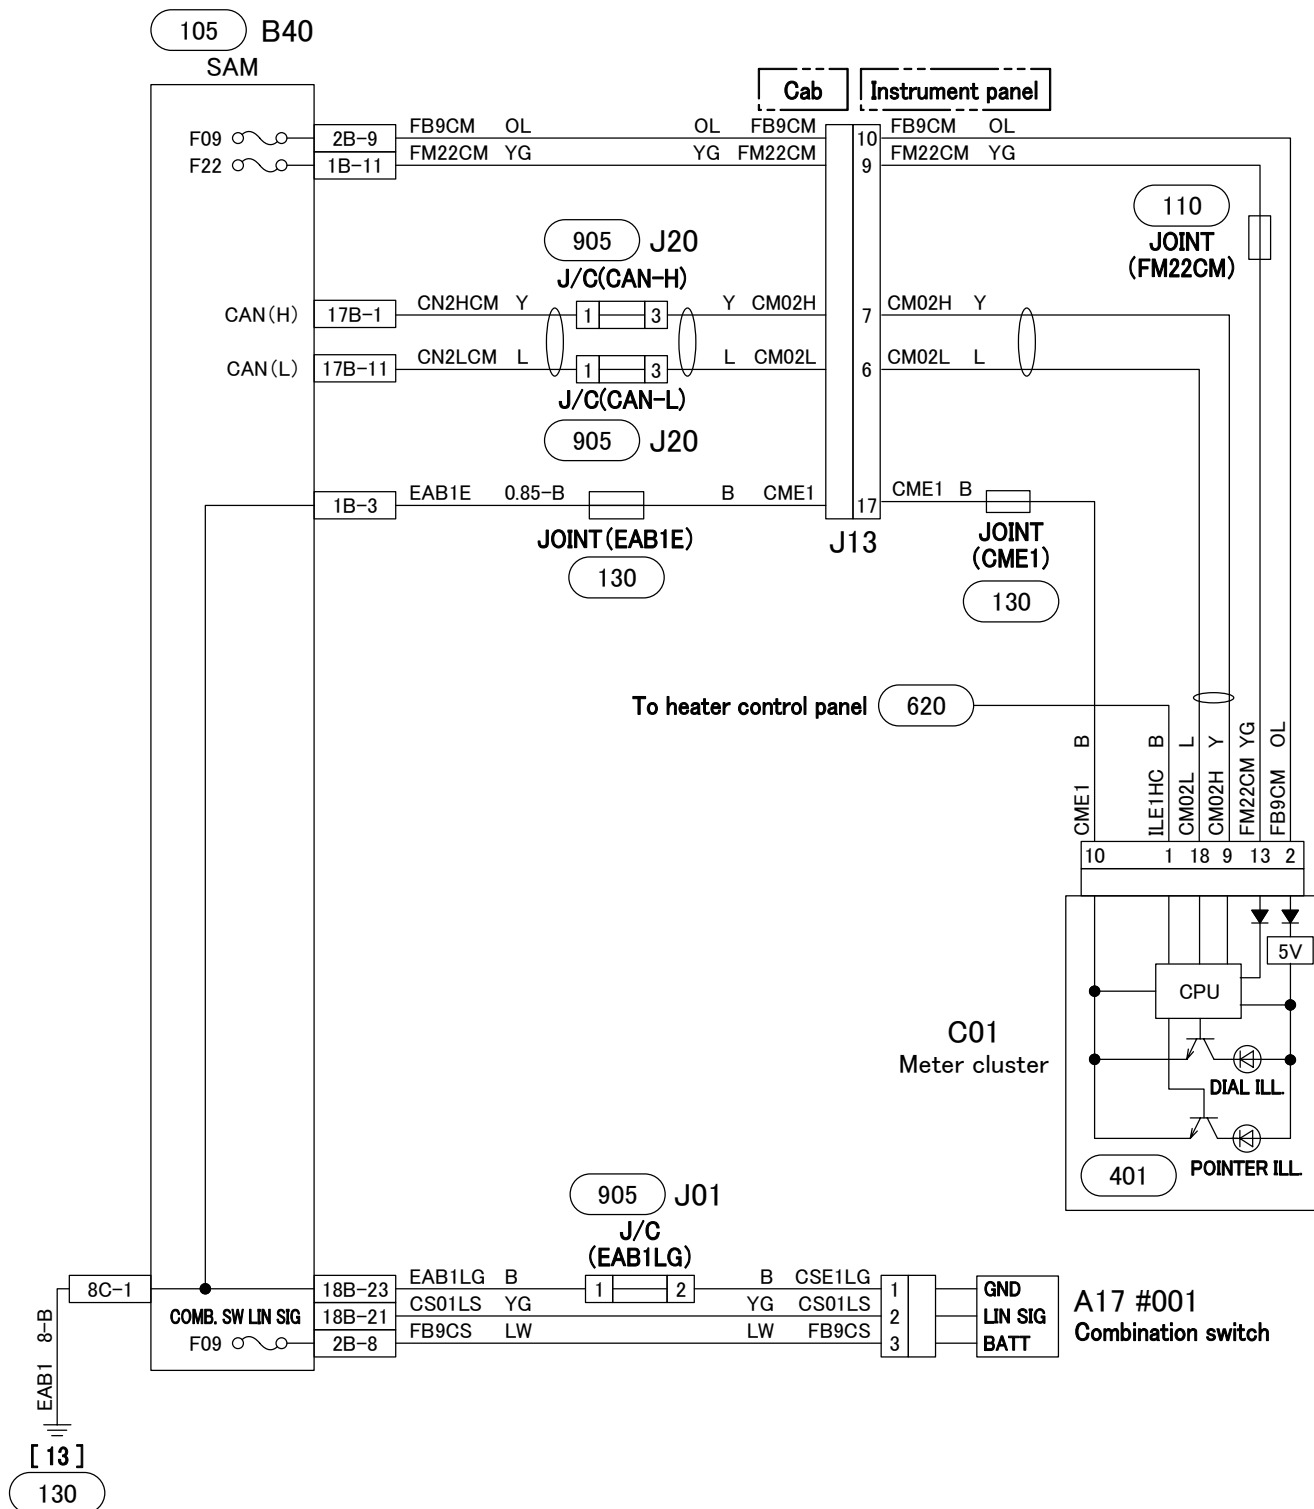 105 B40
SAM
Cab Instrument panel
F09 2B-9 FB9CM OL OL FB9CM 10 FB9CM OL
F22 1B-11 FM22CM YG YG FM22CM 9 FM22CM YG
110
JOINT
(FM22CM)
905 J20
J/C(CAN-H)
CAN(H) 17B-1 CN2HCM Y 1 3 Y CM02H 7 CM02H Y
CAN(L) 17B-11 CN2LCM L 1 3 L CM02L 6 CM02L L
J/C(CAN-L)
905 J20
1B-3 EAB1E 0.85-B B CME1 17 CME1 B
JOINT(EAB1E)
130
J13
JOINT
(CME1)
130
To heater control panel 620
CME1 B
ILE1HC B
CM02L L
CM02H Y
FM22CM YG
FB9CM OL
10 1 18 9 13 2
5V
CPU
C01
Meter cluster
DIAL ILL.
POINTER ILL.
401
905 J01
J/C
(EAB1LG)
8C-1 18B-23 EAB1LG B 1 2 B CSE1LG 1 GND
COMB. SW LIN SIG 18B-21 CS01LS YG YG CS01LS 2 LIN SIG
F09 2B-8 FB9CS LW LW FB9CS 3 BATT
A17 #001
Combination switch
EAB1 8-B
[13]
130